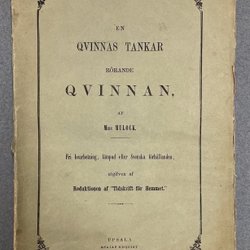 EN
QVINNAS TANKAR
RÖRANDE
QVINNAN,
AF
MISS MULOCK.
Fri bearbetning, lämpad efter Svenska förhållanden,
utgifven af
Redaktionen af "Tidskrift för Hemmet."
UPSALA